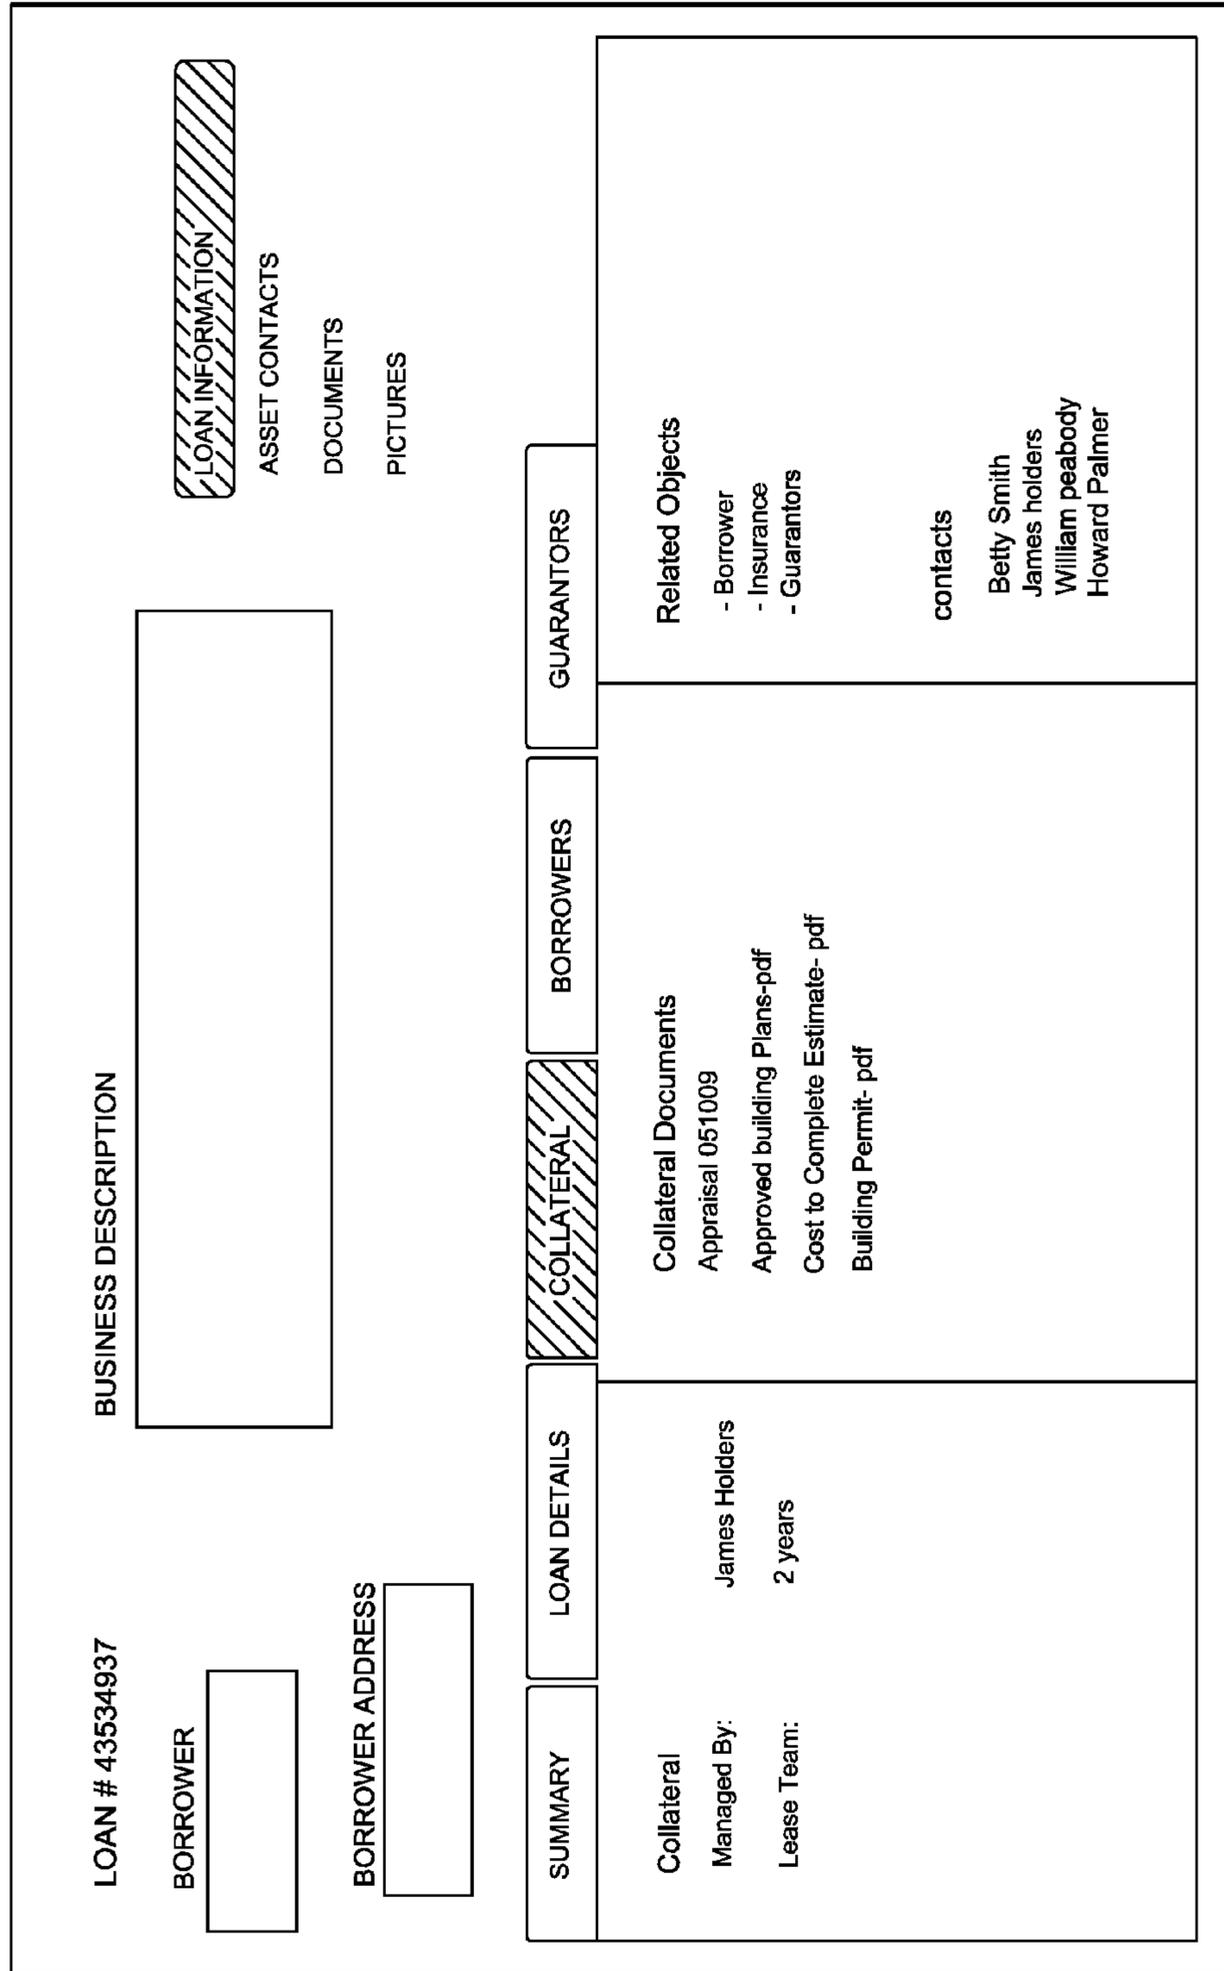 LOAN # 43534937
BORROWER
BORROWER ADDRESS
BUSINESS DESCRIPTION
LOAN INFORMATION
ASSET CONTACTS
DOCUMENTS
PICTURES
SUMMARY
LOAN DETAILS
COLLATERAL
BORROWERS
GUARANTORS
Collateral
Managed By: James Holders
Lease Team: 2 years
Collateral Documents
Appraisal 051009
Approved building Plans-pdf
Cost to Complete Estimate- pdf
Building Permit- pdf
Related Objects
- Borrower
- Insurance
- Guarantors
contacts
Betty Smith
James holders
William peabody
Howard Palmer